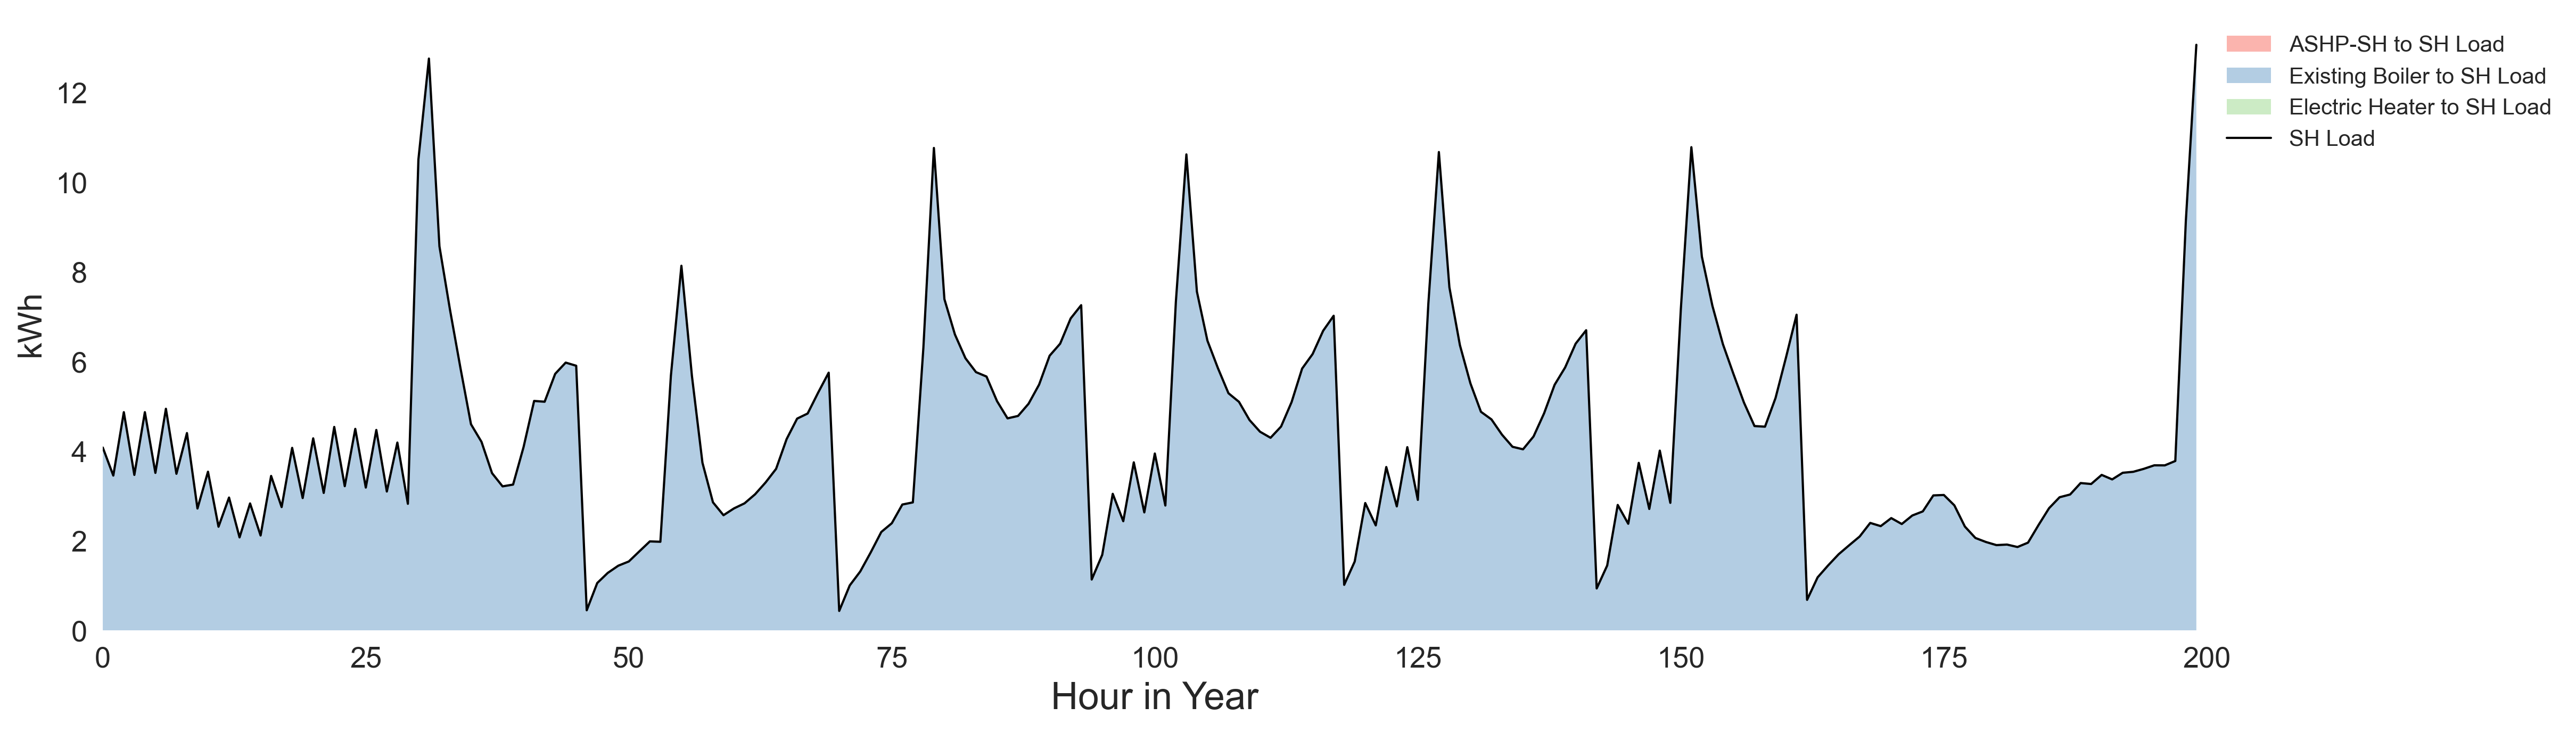 ASHP-SH to SH Load
Existing Boiler to SH Load
Electric Heater to SH Load
SH Load
kWh
12
10
8
6
4
2
0
0 25 50 75 100 125 150 175 200
Hour in Year